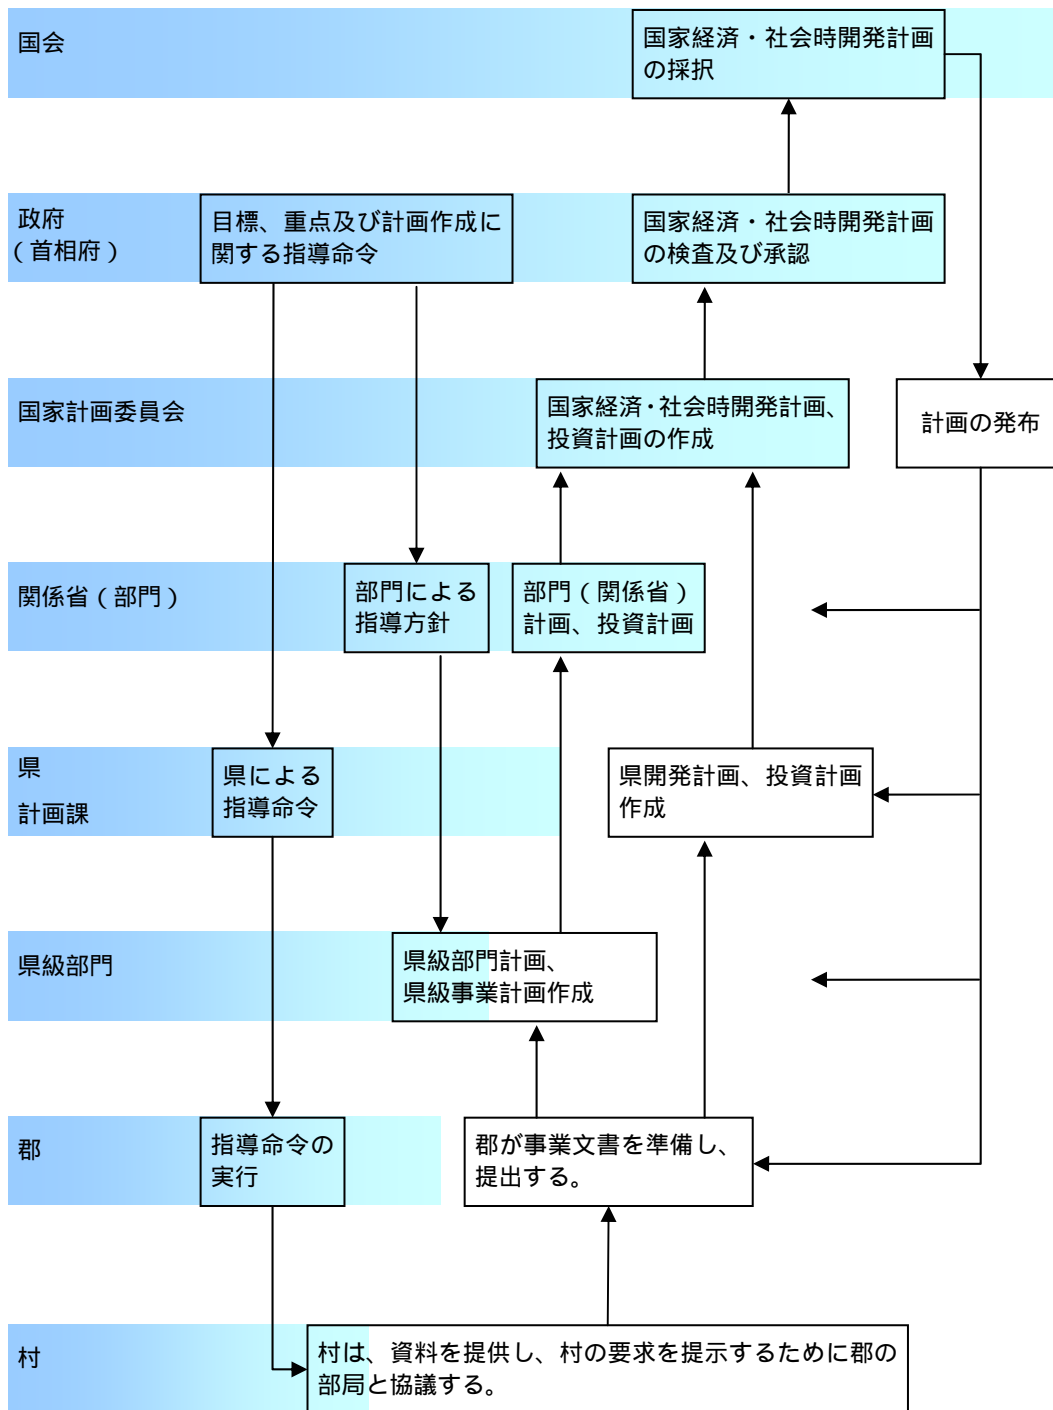 国会
国家経済・社会時開発計画
の採択
政府
（首相府）
目標、重点及び計画作成に
関する指導命令
国家経済・社会時開発計画
の検査及び承認
国家計画委員会
国家経済・社会時開発計画、
投資計画の作成
計画の発布
関係省（部門）
部門による
指導方針
部門（関係省）
計画、投資計画
県
計画課
県による
指導命令
県開発計画、投資計画
作成
県級部門
県級部門計画、
県級事業計画作成
郡
指導命令の
実行
郡が事業文書を準備し、
提出する。
村
村は、資料を提供し、村の要求を提示するために郡の
部局と協議する。